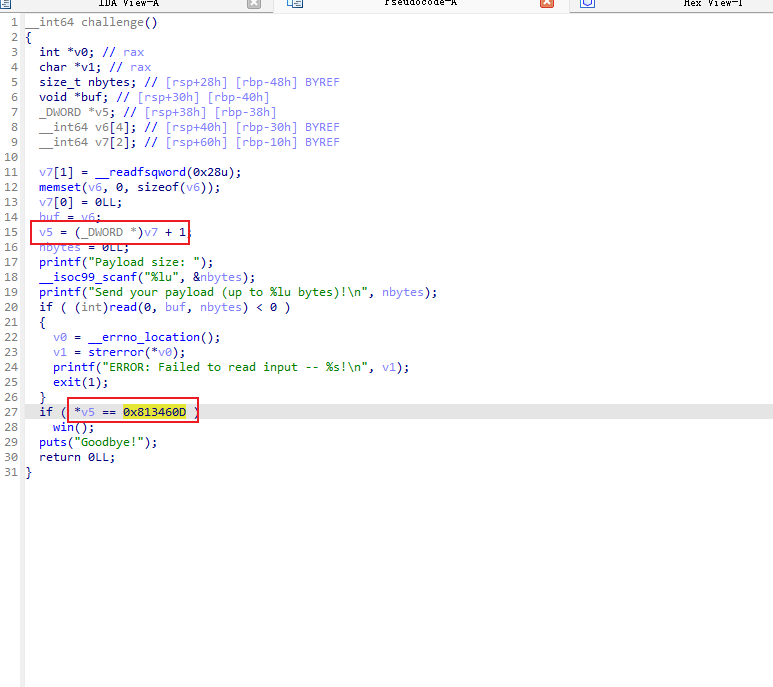 IDA View-A Pseudocode-A Hex View-1
1 __int64 challenge()
2 {
3 int *v0; // rax
4 char *v1; // rax
5 size_t nbytes; // [rsp+28h] [rbp-48h] BYREF
6 void *buf; // [rsp+30h] [rbp-40h]
7 _DWORD *v5; // [rsp+38h] [rbp-38h]
8 __int64 v6[4]; // [rsp+40h] [rbp-30h] BYREF
9 __int64 v7[2]; // [rsp+60h] [rbp-10h] BYREF
10
11 v7[1] = __readfsqword(0x28u);
12 memset(v6, 0, sizeof(v6));
13 v7[0] = 0LL;
14 buf = v6;
15 v5 = (_DWORD *)v7 + 1;
16 nbytes = 0LL;
17 printf("Payload size: ");
18 __isoc99_scanf("%lu", &nbytes);
19 printf("Send your payload (up to %lu bytes)!\n", nbytes);
20 if ( (int)read(0, buf, nbytes) < 0 )
21 {
22 v0 = __errno_location();
23 v1 = strerror(*v0);
24 printf("ERROR: Failed to read input -- %s!\n", v1);
25 exit(1);
26 }
27 if ( *v5 == 0x813460D )
28 win();
29 puts("Goodbye!");
30 return 0LL;
31 }